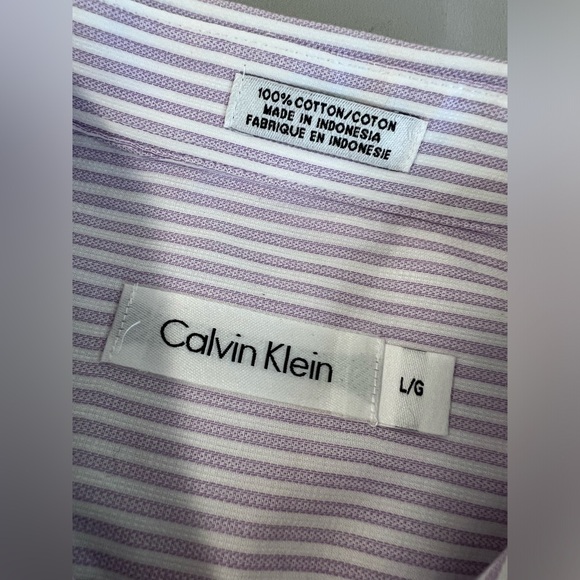 100% COTTON/COTON
MADE IN INDONESIA
FABRIQUE EN INDONESIE
Calvin Klein
L/G